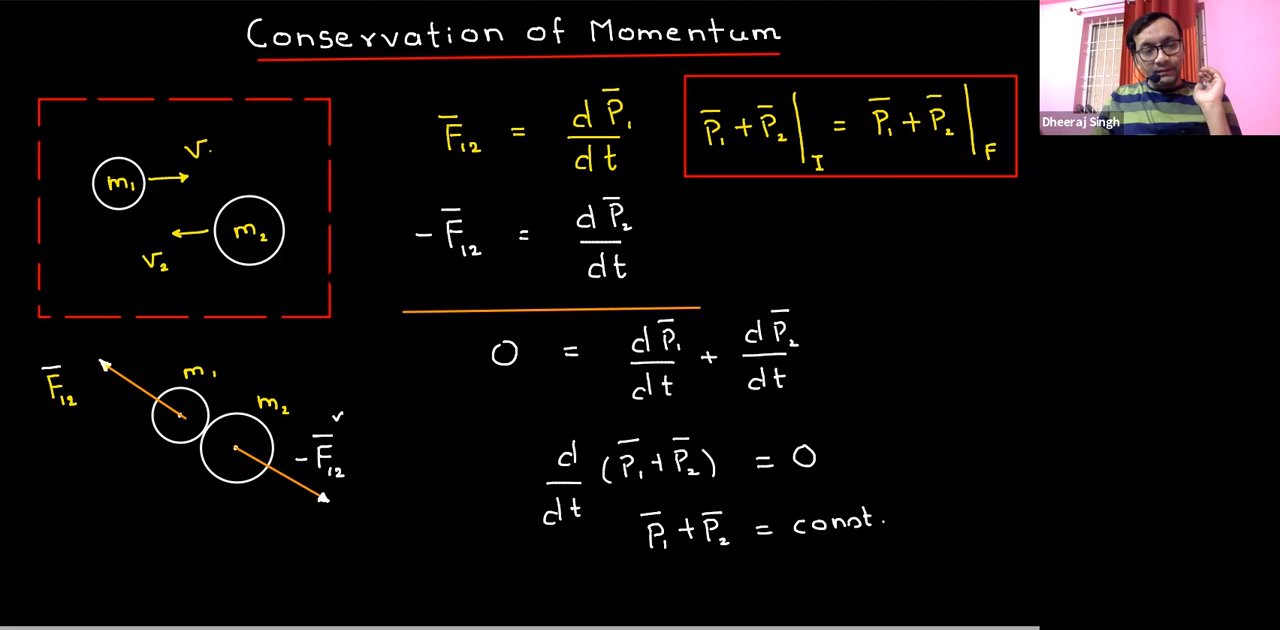 Conservation of Momentum
m₁ v.
m₂
v₂
F̅₁₂ = dP̅₁/dt
P̅₁ + P̅₂ |I = P̅₁ + P̅₂ |F
Dheeraj Singh
- F̅₁₂ = dP̅₂/dt
0 = dP̅₁/dt + dP̅₂/dt
F̅₁₂ m₁
m₂
- F̅₁₂
d/dt (P̅₁ + P̅₂) = 0
P̅₁ + P̅₂ = const.